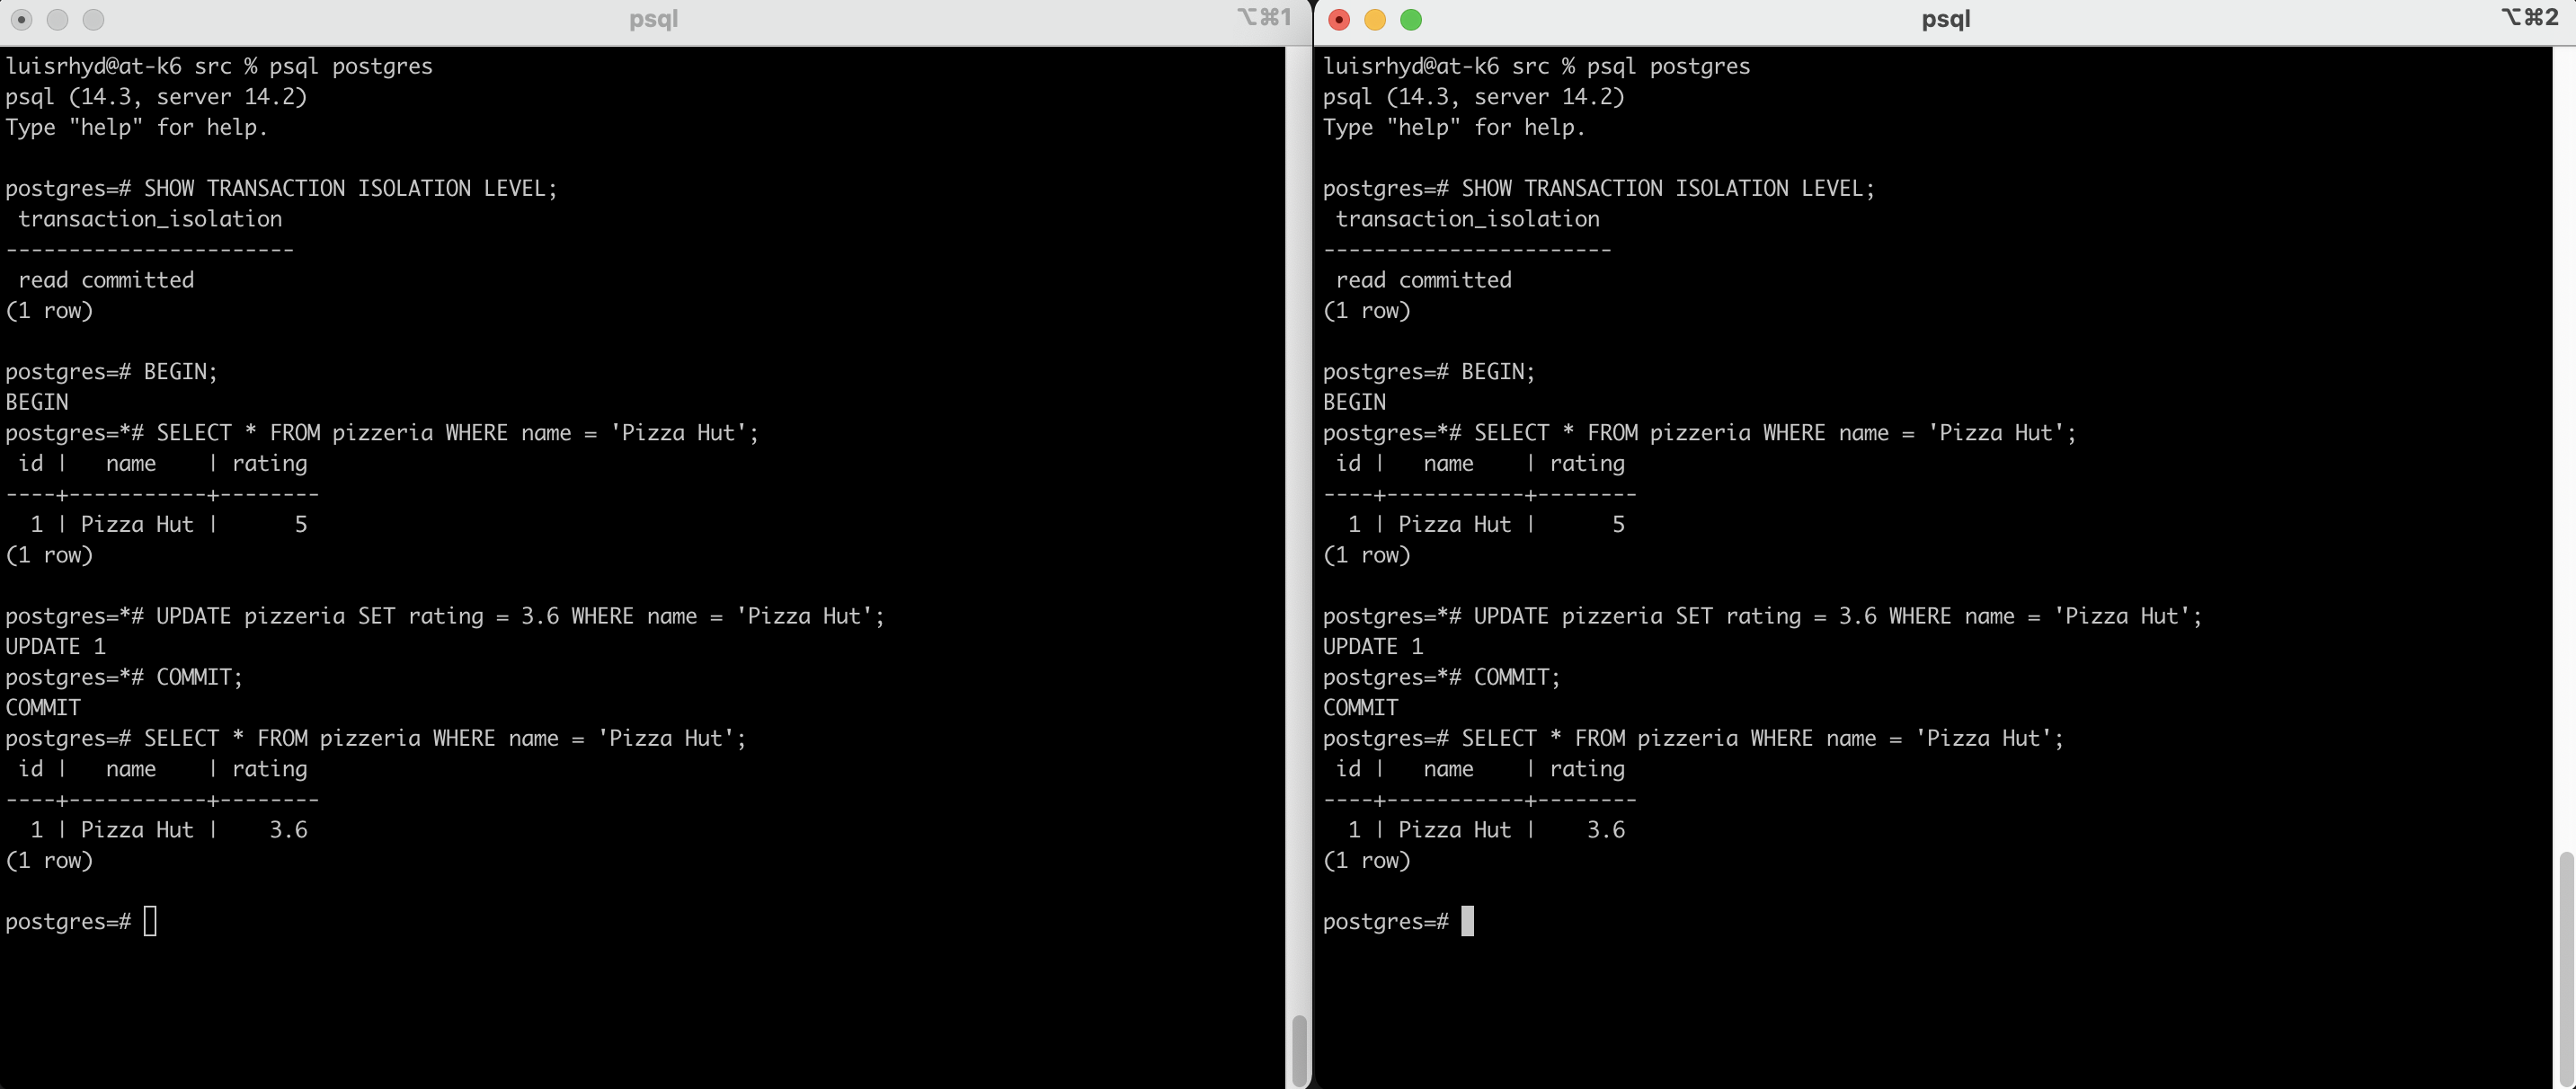 psql
⌥⌘1
luisrhyd@at-k6 src % psql postgres
psql (14.3, server 14.2)
Type "help" for help.

postgres=# SHOW TRANSACTION ISOLATION LEVEL;
 transaction_isolation
-----------------------
 read committed
(1 row)

postgres=# BEGIN;
BEGIN
postgres=*# SELECT * FROM pizzeria WHERE name = 'Pizza Hut';
 id |   name    | rating
----+-----------+--------
  1 | Pizza Hut |      5
(1 row)

postgres=*# UPDATE pizzeria SET rating = 3.6 WHERE name = 'Pizza Hut';
UPDATE 1
postgres=*# COMMIT;
COMMIT
postgres=# SELECT * FROM pizzeria WHERE name = 'Pizza Hut';
 id |   name    | rating
----+-----------+--------
  1 | Pizza Hut |    3.6
(1 row)

postgres=#
psql
⌥⌘2
luisrhyd@at-k6 src % psql postgres
psql (14.3, server 14.2)
Type "help" for help.

postgres=# SHOW TRANSACTION ISOLATION LEVEL;
 transaction_isolation
-----------------------
 read committed
(1 row)

postgres=# BEGIN;
BEGIN
postgres=*# SELECT * FROM pizzeria WHERE name = 'Pizza Hut';
 id |   name    | rating
----+-----------+--------
  1 | Pizza Hut |      5
(1 row)

postgres=*# UPDATE pizzeria SET rating = 3.6 WHERE name = 'Pizza Hut';
UPDATE 1
postgres=*# COMMIT;
COMMIT
postgres=# SELECT * FROM pizzeria WHERE name = 'Pizza Hut';
 id |   name    | rating
----+-----------+--------
  1 | Pizza Hut |    3.6
(1 row)

postgres=#